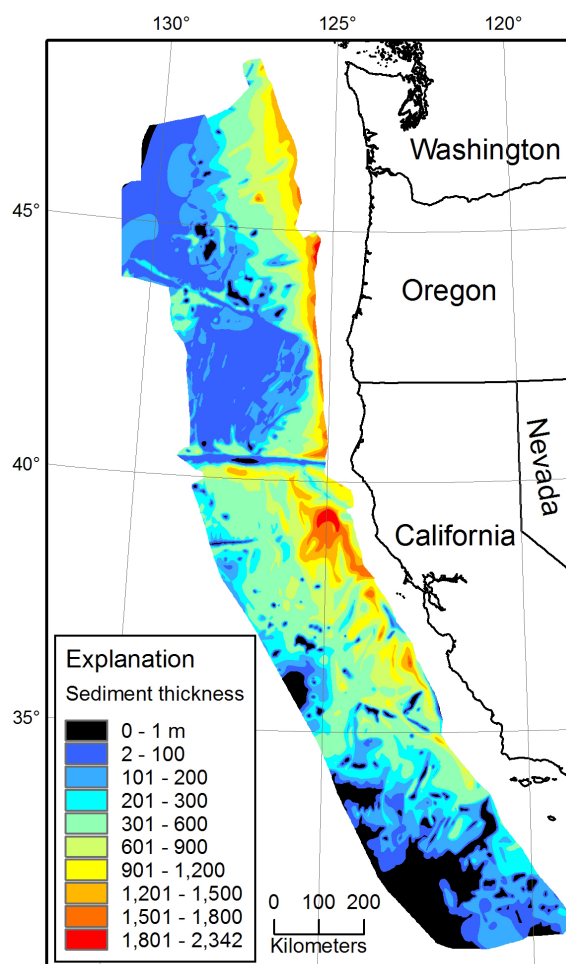 130° 125° 120°
Washington
45°
Oregon
Nevada
40°
California
35°
Explanation
Sediment thickness
0 - 1 m
2 - 100
101 - 200
201 - 300
301 - 600
601 - 900
901 - 1,200
1,201 - 1,500
1,501 - 1,800
1,801 - 2,342
0 100 200
Kilometers